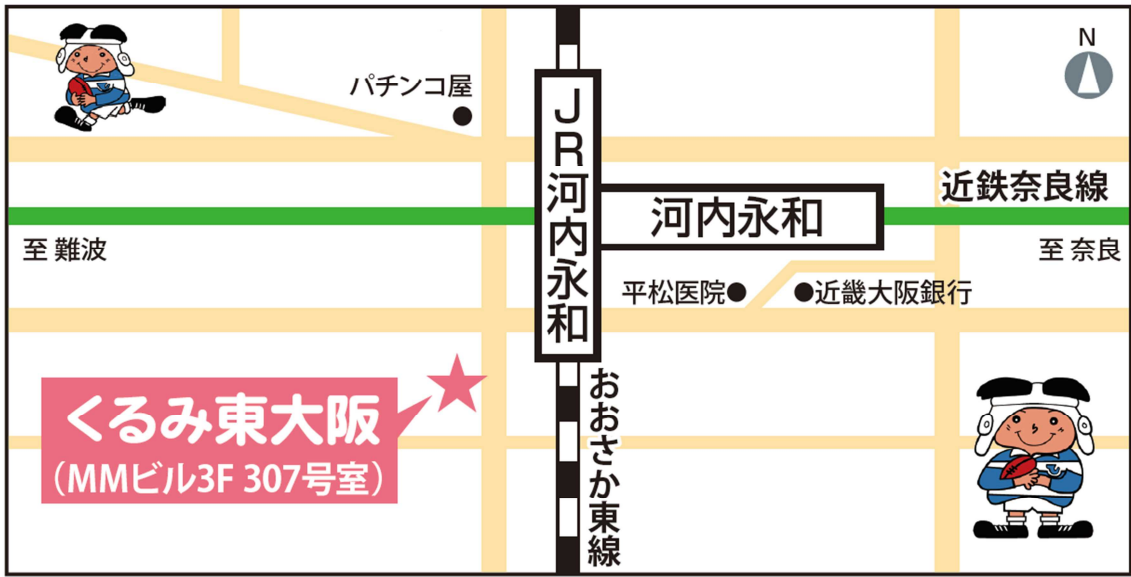 N
パチンコ屋
JR河内永和
近鉄奈良線
河内永和
至 難波
至 奈良
平松医院
近畿大阪銀行
おおさか東線
くるみ東大阪
(MMビル3F 307号室)